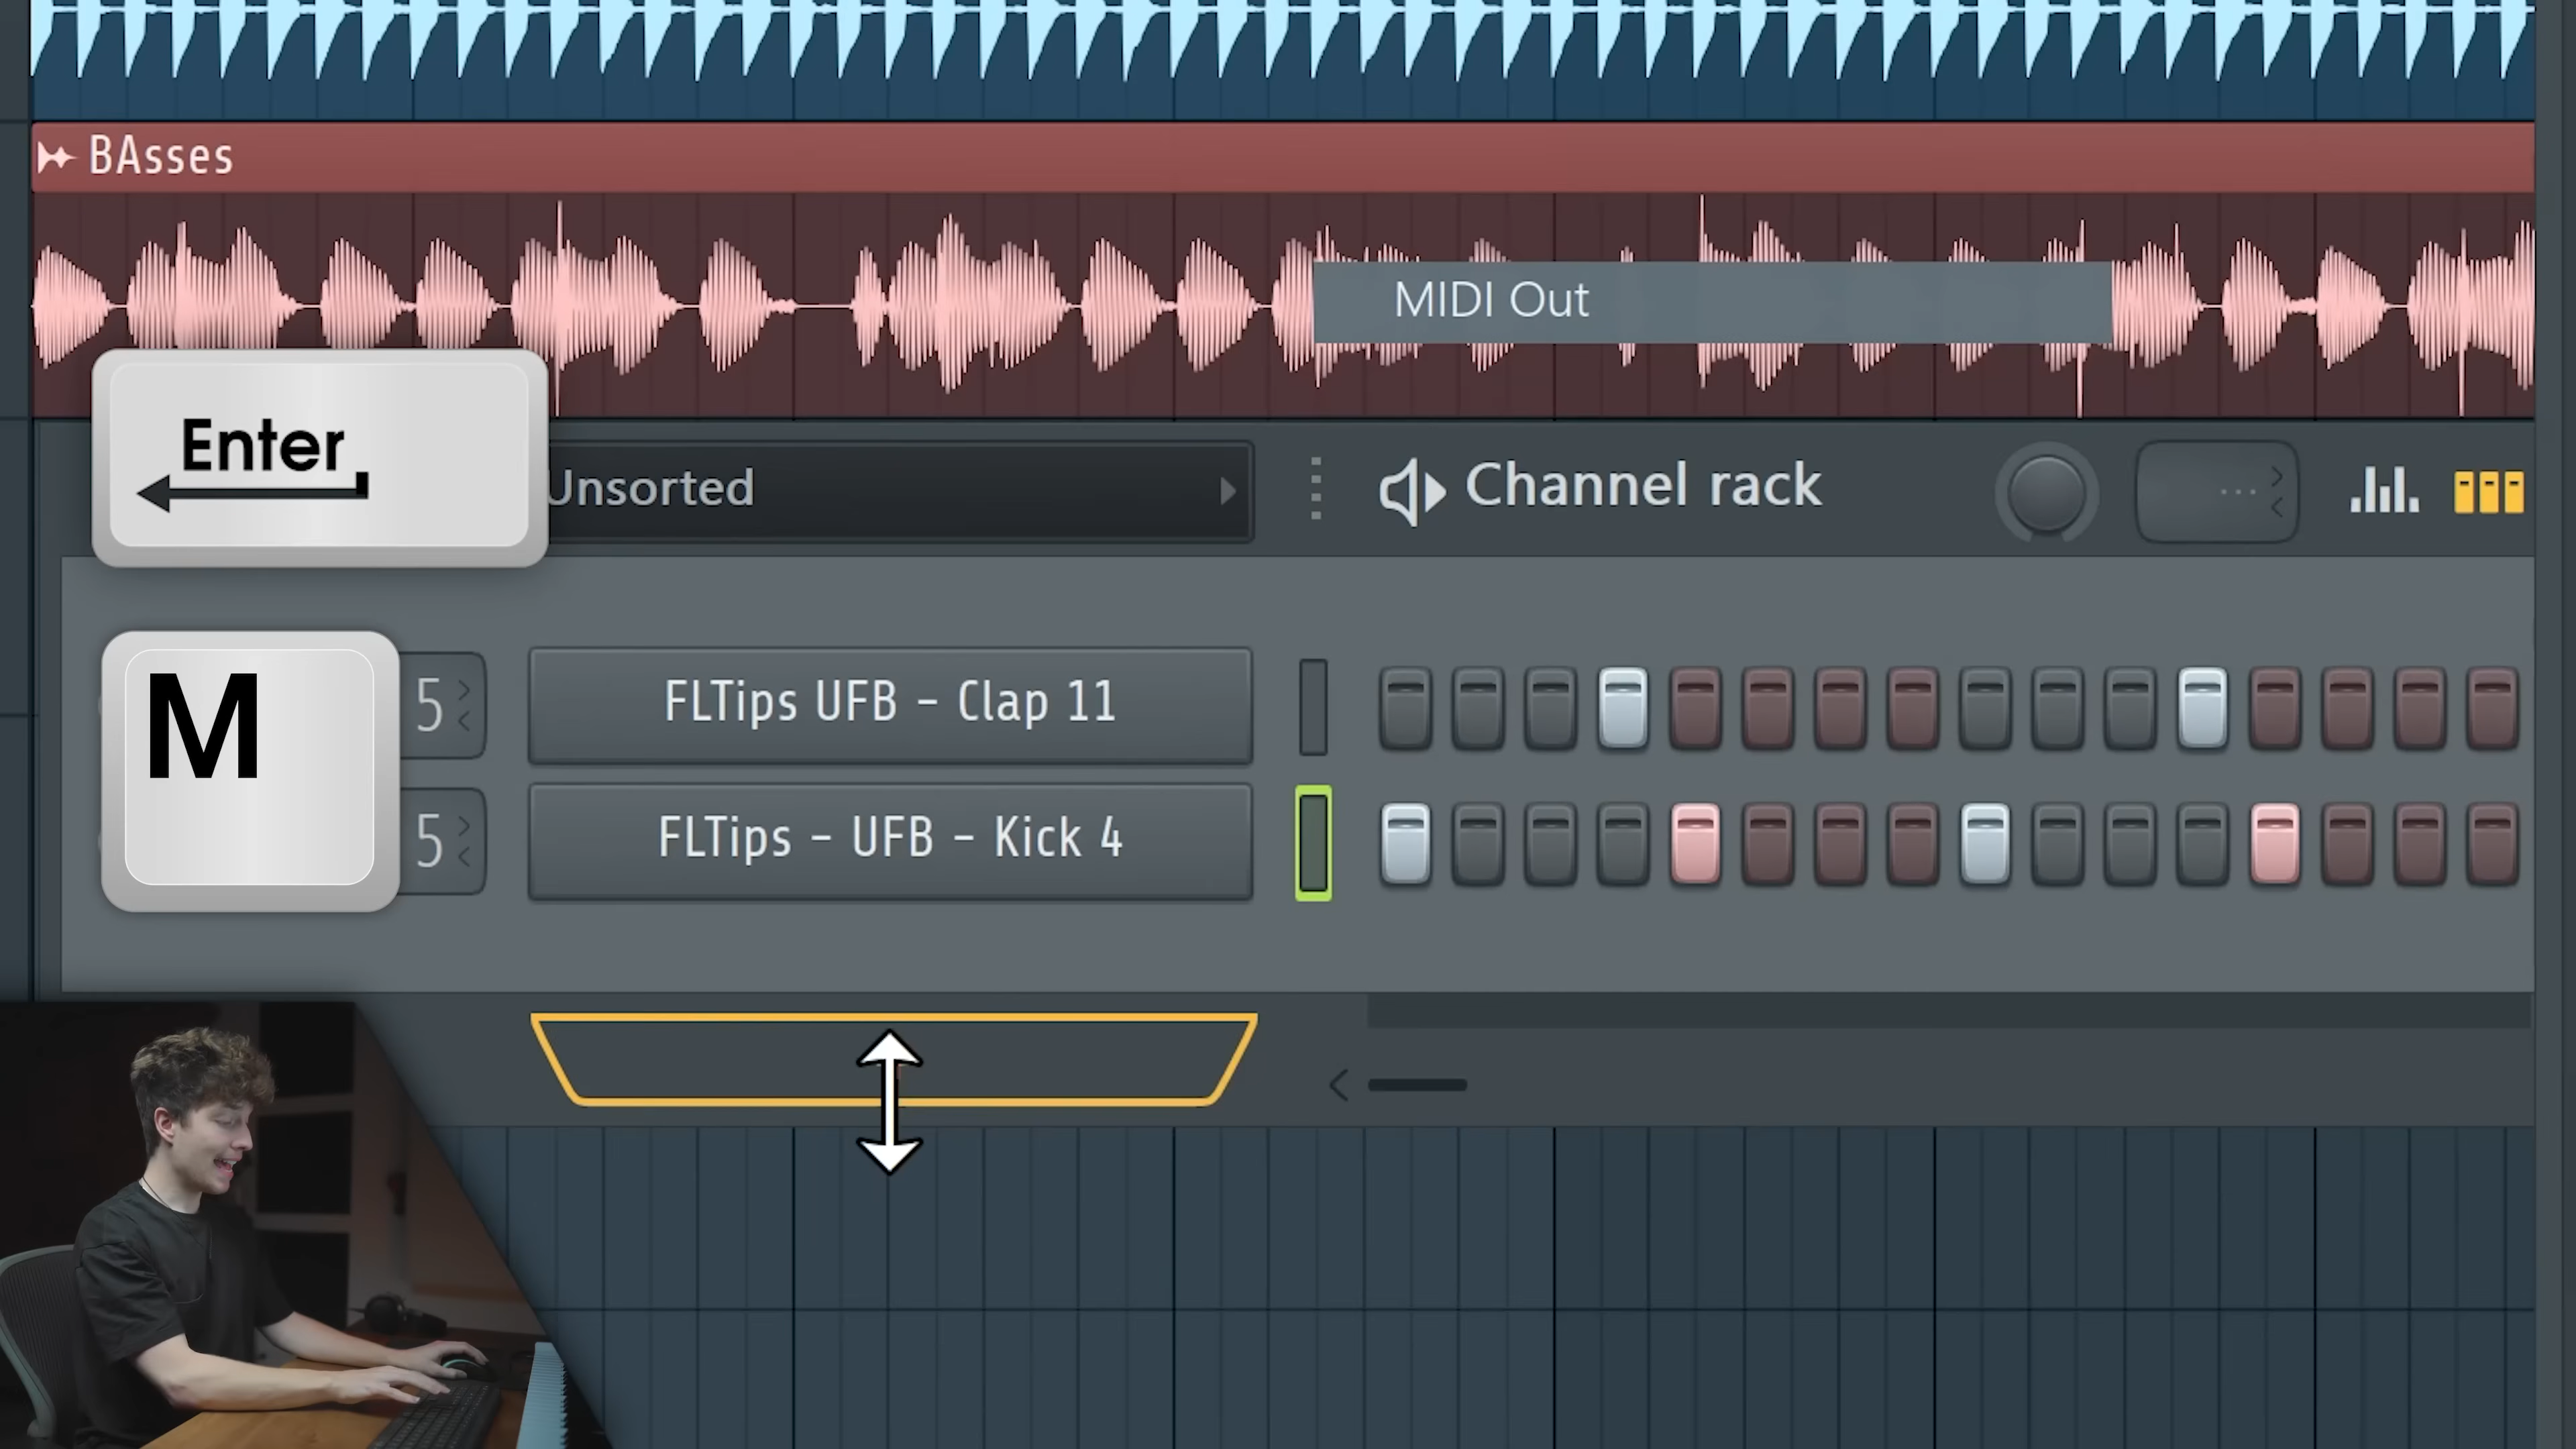 BAsses
MIDI Out
Enter
Unsorted
Channel rack
M
5
FLTips UFB - Clap 11
5
FLTips - UFB - Kick 4